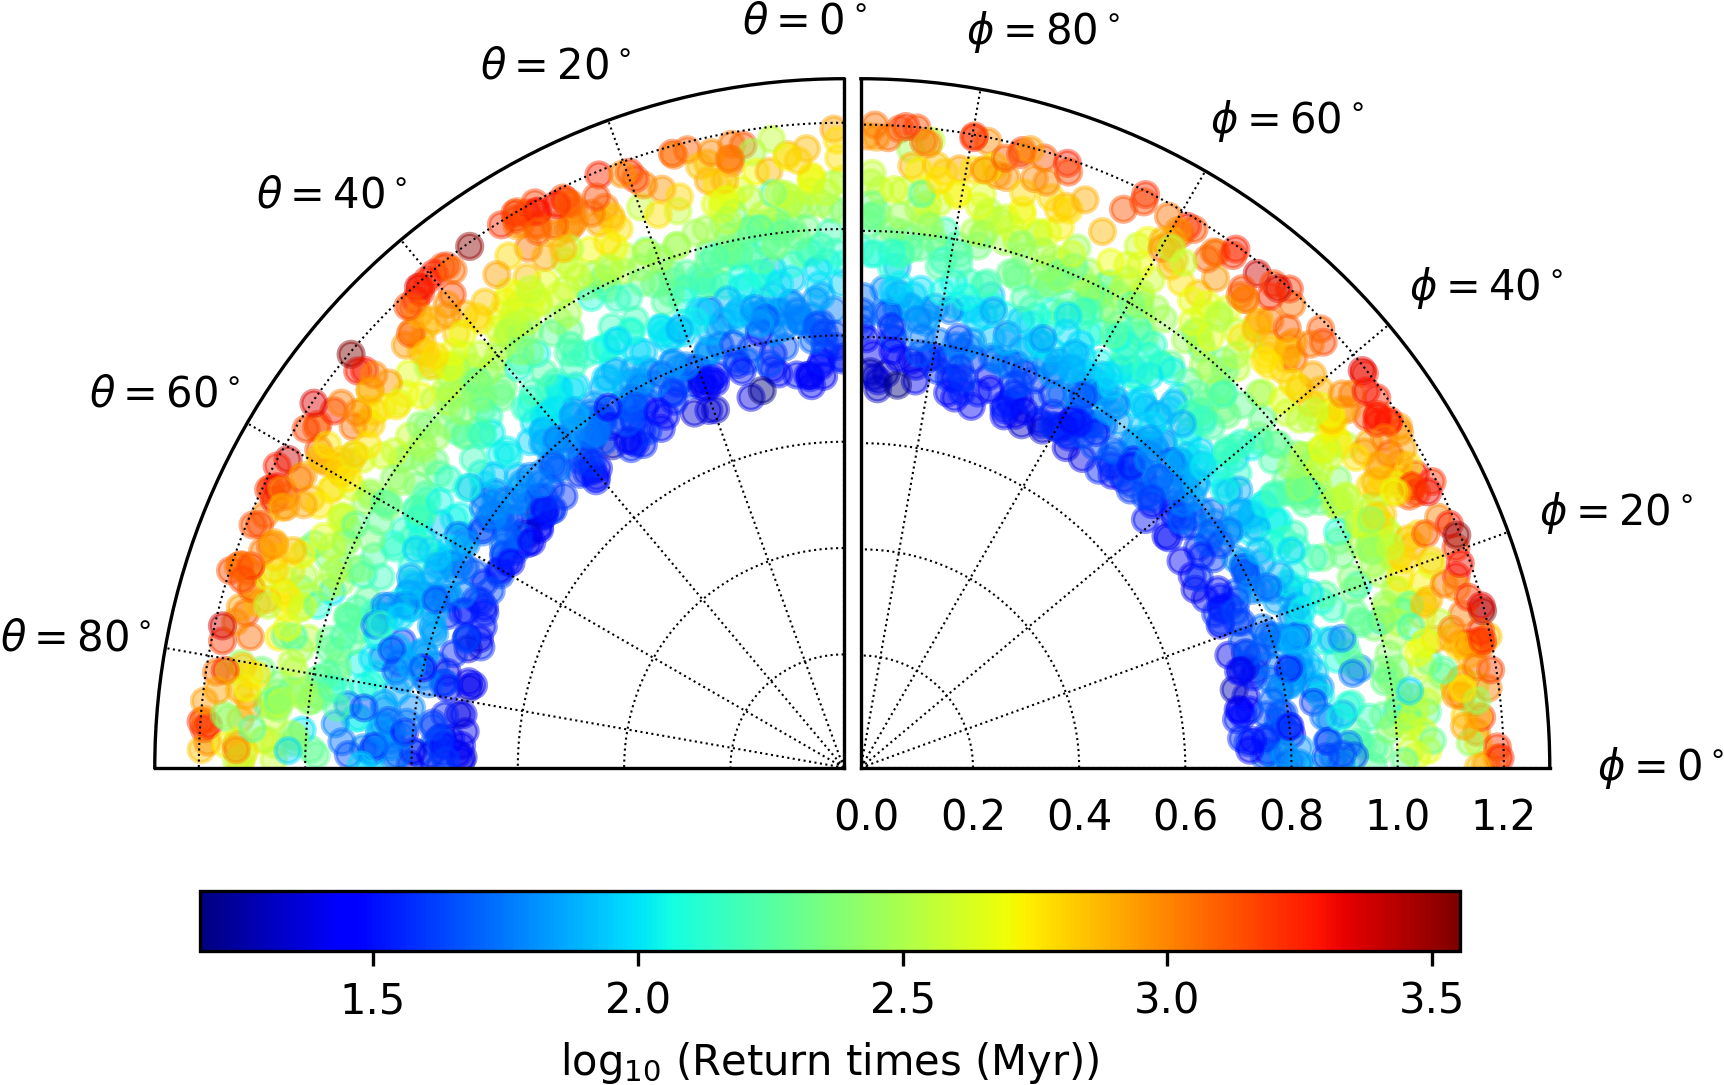 θ = 0°
ϕ = 80°
θ = 20°
ϕ = 60°
θ = 40°
ϕ = 40°
θ = 60°
ϕ = 20°
θ = 80°
ϕ = 0°
0.0 0.2 0.4 0.6 0.8 1.0 1.2
1.5 2.0 2.5 3.0 3.5
log₁₀ (Return times (Myr))